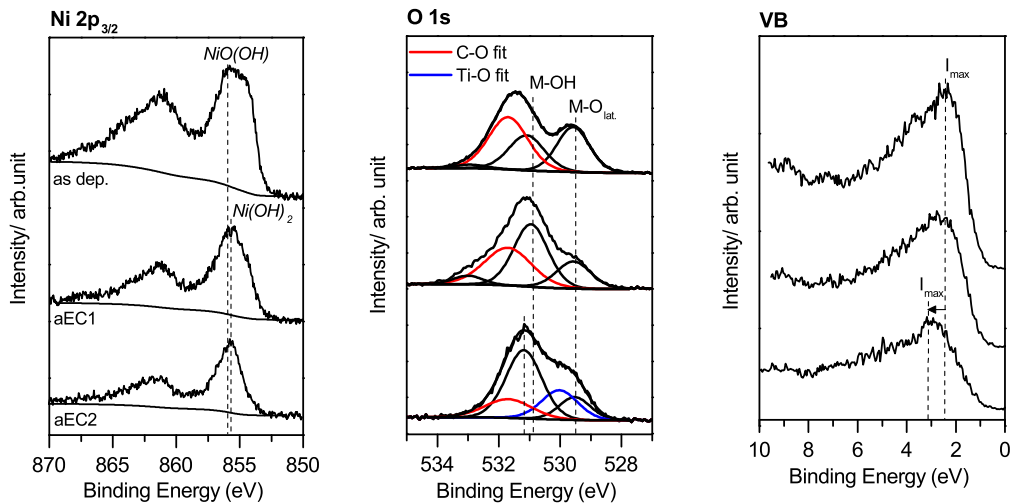 Ni 2p3/2
NiO(OH)
as dep.
Ni(OH) 2
aEC1
aEC2
Intensity/ arb.unit
870 865 860 855 850
Binding Energy (eV)
O 1s
C-O fit
Ti-O fit
M-OH
M-Olat.
Intensity/ arb. unit
534 532 530 528
Binding Energy (eV)
VB
Imax
Imax
Intensity/ arb. unit
10 8 6 4 2 0
Binding Energy (eV)